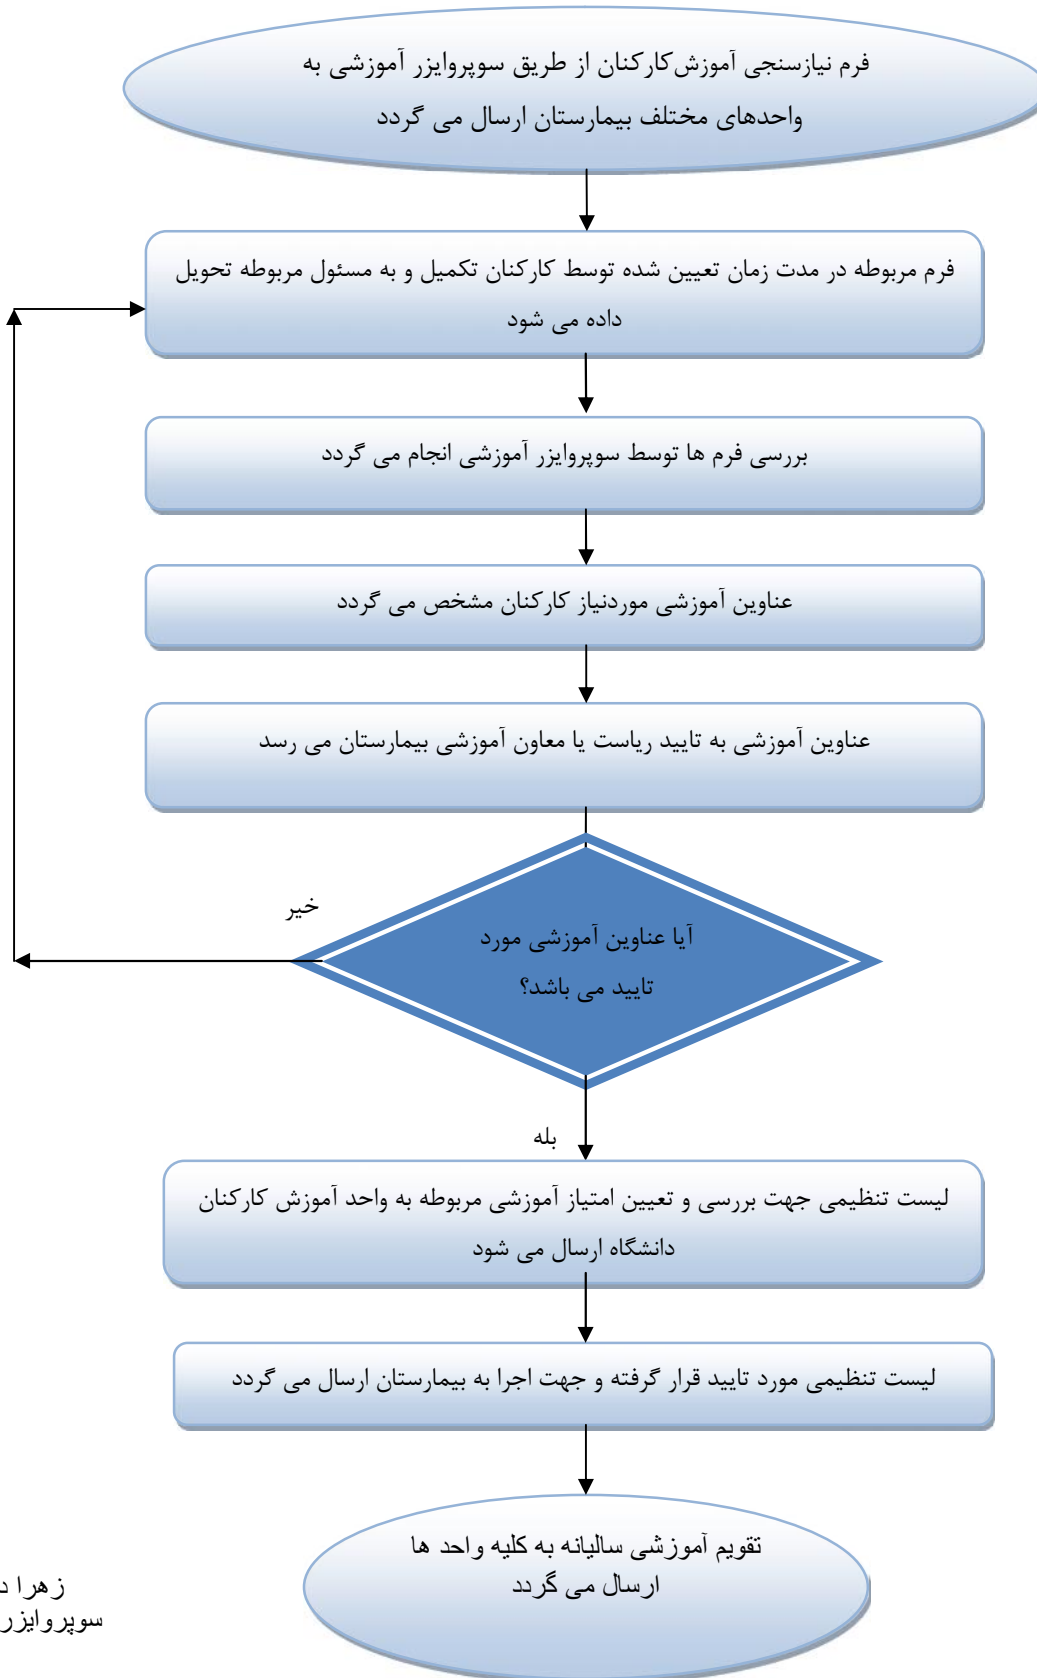 فرم نیازسنجی آموزش کارکنان از طریق سوپروایزر آموزشی به
واحدهای مختلف بیمارستان ارسال می گردد
فرم مربوطه در مدت زمان تعیین شده توسط کارکنان تکمیل و به مسئول مربوطه تحویل
داده می شود
بررسی فرم ها توسط سوپروایزر آموزشی انجام می گردد
عناوین آموزشی موردنیاز کارکنان مشخص می گردد
عناوین آموزشی به تایید ریاست یا معاون آموزشی بیمارستان می رسد
خیر
آیا عناوین آموزشی مورد
تایید می باشد؟
بله
لیست تنظیمی جهت بررسی و تعیین امتیاز آموزشی مربوطه به واحد آموزش کارکنان
دانشگاه ارسال می شود
لیست تنظیمی مورد تایید قرار گرفته و جهت اجرا به بیمارستان ارسال می گردد
تقویم آموزشی سالیانه به کلیه واحد ها
ارسال می گردد
زهرا
سوپروایزر